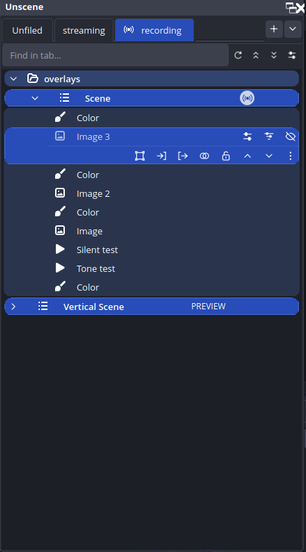 Unscene
Unfiled streaming recording
Find in tab...
overlays
Scene
Color
Image 3
Color
Image 2
Color
Image
Silent test
Tone test
Color
Vertical Scene PREVIEW